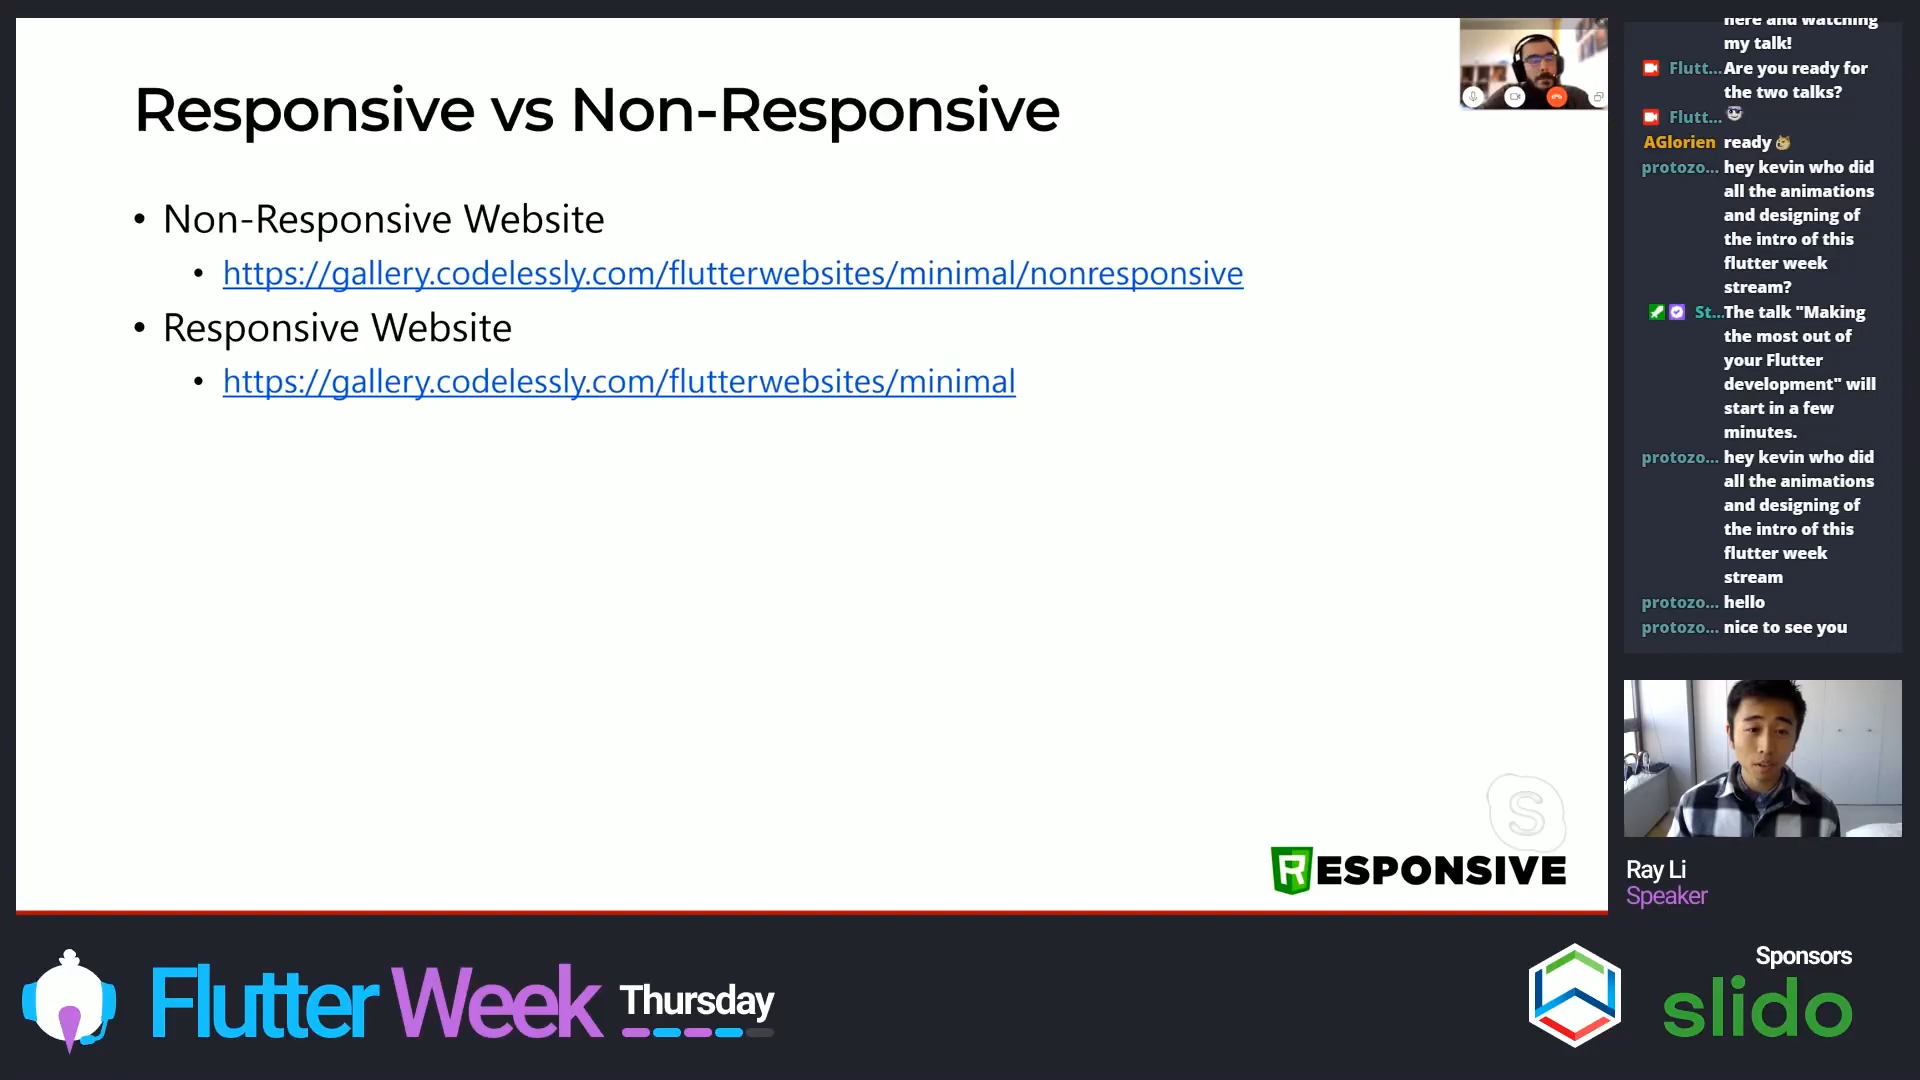 Responsive vs Non-Responsive
• Non-Responsive Website
• https://gallery.codelessly.com/flutterwebsites/minimal/nonresponsive
• Responsive Website
• https://gallery.codelessly.com/flutterwebsites/minimal
RESPONSIVE
here and watching
my talk!
Flutt... Are you ready for
the two talks?
Flutt...
AGlorien ready
protozo... hey kevin who did
all the animations
and designing of
the intro of this
flutter week
stream?
St... The talk "Making
the most out of
your Flutter
development" will
start in a few
minutes.
protozo... hey kevin who did
all the animations
and designing of
the intro of this
flutter week
stream
protozo... hello
protozo... nice to see you
Ray Li
Speaker
Flutter Week Thursday
Sponsors
slido